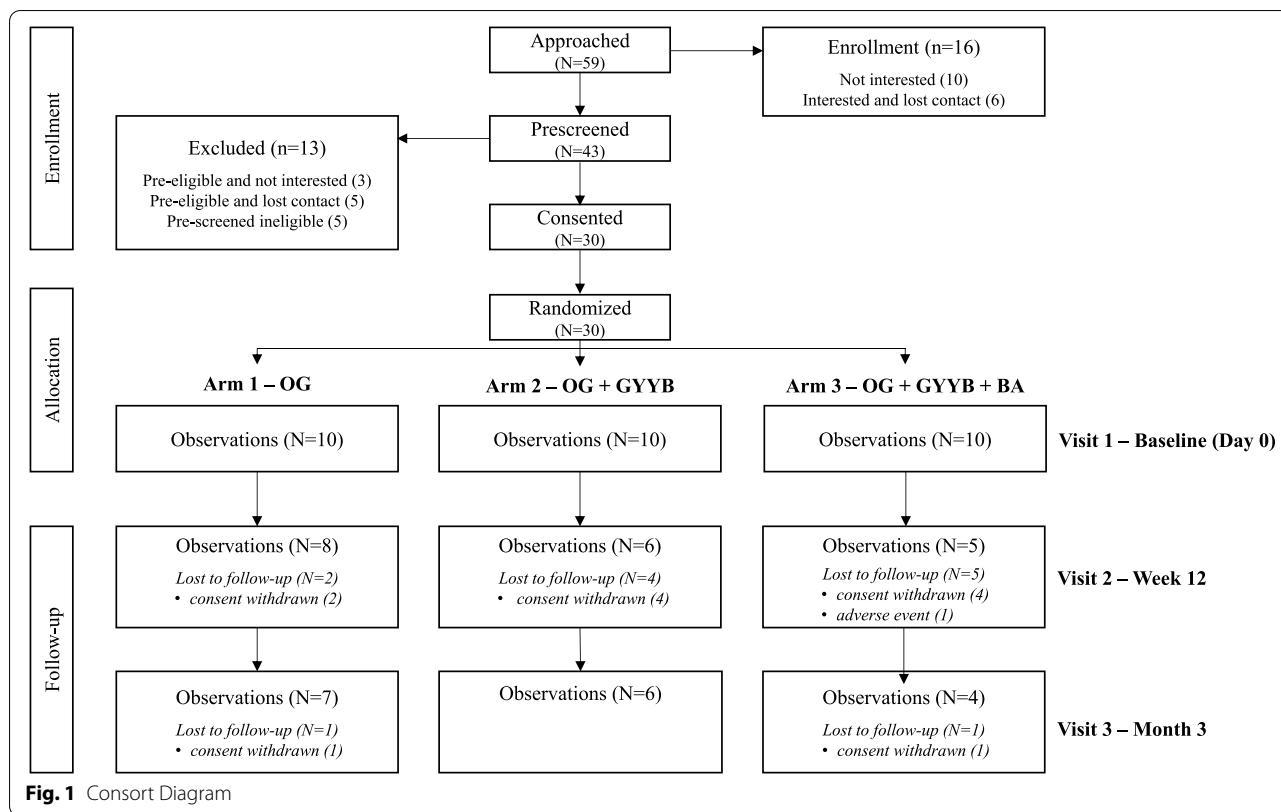 Enrollment
Approached
(N=59)
Enrollment (n=16)
Not interested (10)
Interested and lost contact (6)
Prescreened
(N=43)
Excluded (n=13)
Pre-eligible and not interested (3)
Pre-eligible and lost contact (5)
Pre-screened ineligible (5)
Consented
(N=30)
Allocation
Randomized
(N=30)
Arm 1 – OG
Arm 2 – OG + GYYB
Arm 3 – OG + GYYB + BA
Observations (N=10)
Observations (N=10)
Observations (N=10)
Visit 1 – Baseline (Day 0)
Follow-up
Observations (N=8)
Lost to follow-up (N=2)
• consent withdrawn (2)
Observations (N=6)
Lost to follow-up (N=4)
• consent withdrawn (4)
Observations (N=5)
Lost to follow-up (N=5)
• consent withdrawn (4)
• adverse event (1)
Visit 2 – Week 12
Observations (N=7)
Lost to follow-up (N=1)
• consent withdrawn (1)
Observations (N=6)
Observations (N=4)
Lost to follow-up (N=1)
• consent withdrawn (1)
Visit 3 – Month 3
Fig. 1 Consort Diagram